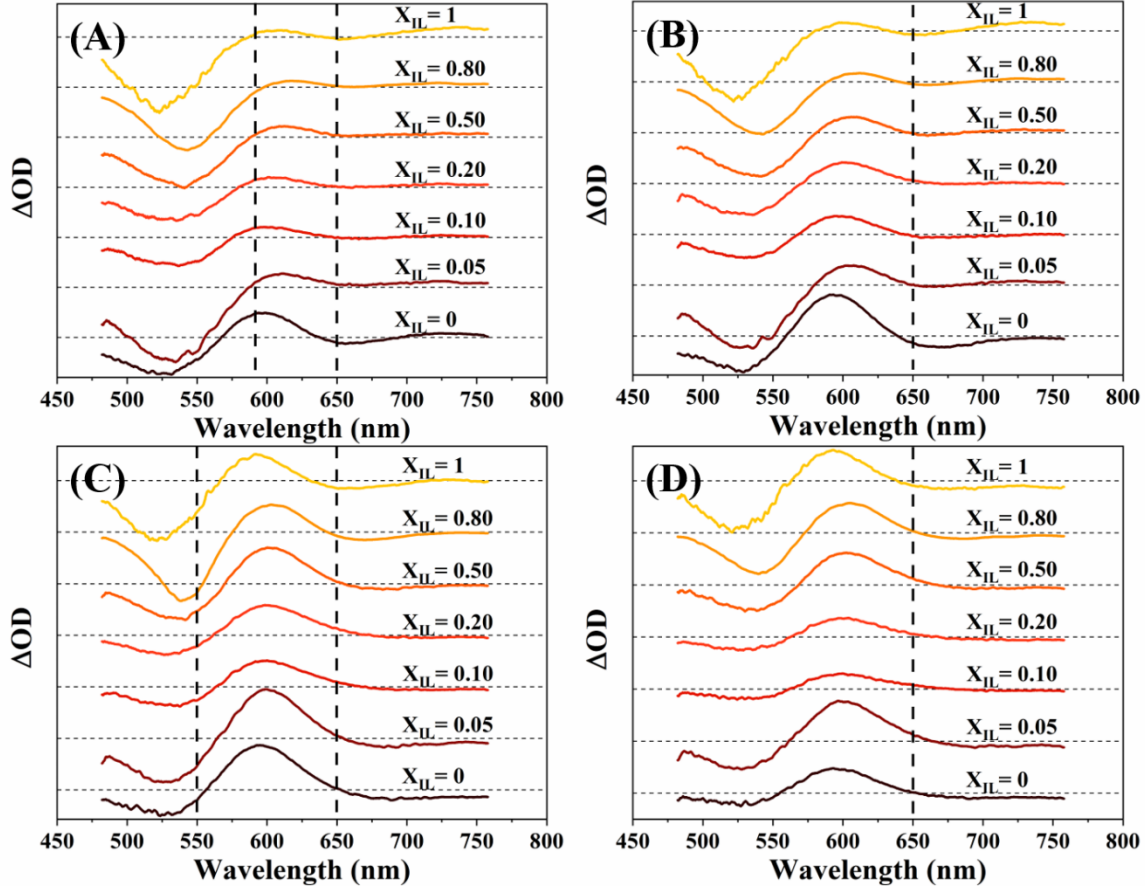 (A)
X_IL = 1
X_IL = 0.80
X_IL = 0.50
X_IL = 0.20
X_IL = 0.10
X_IL = 0.05
X_IL = 0
ΔOD
450 500 550 600 650 700 750 800
Wavelength (nm)
(B)
X_IL = 1
X_IL = 0.80
X_IL = 0.50
X_IL = 0.20
X_IL = 0.10
X_IL = 0.05
X_IL = 0
ΔOD
450 500 550 600 650 700 750 800
Wavelength (nm)
(C)
X_IL = 1
X_IL = 0.80
X_IL = 0.50
X_IL = 0.20
X_IL = 0.10
X_IL = 0.05
X_IL = 0
ΔOD
450 500 550 600 650 700 750 800
Wavelength (nm)
(D)
X_IL = 1
X_IL = 0.80
X_IL = 0.50
X_IL = 0.20
X_IL = 0.10
X_IL = 0.05
X_IL = 0
ΔOD
450 500 550 600 650 700 750 800
Wavelength (nm)